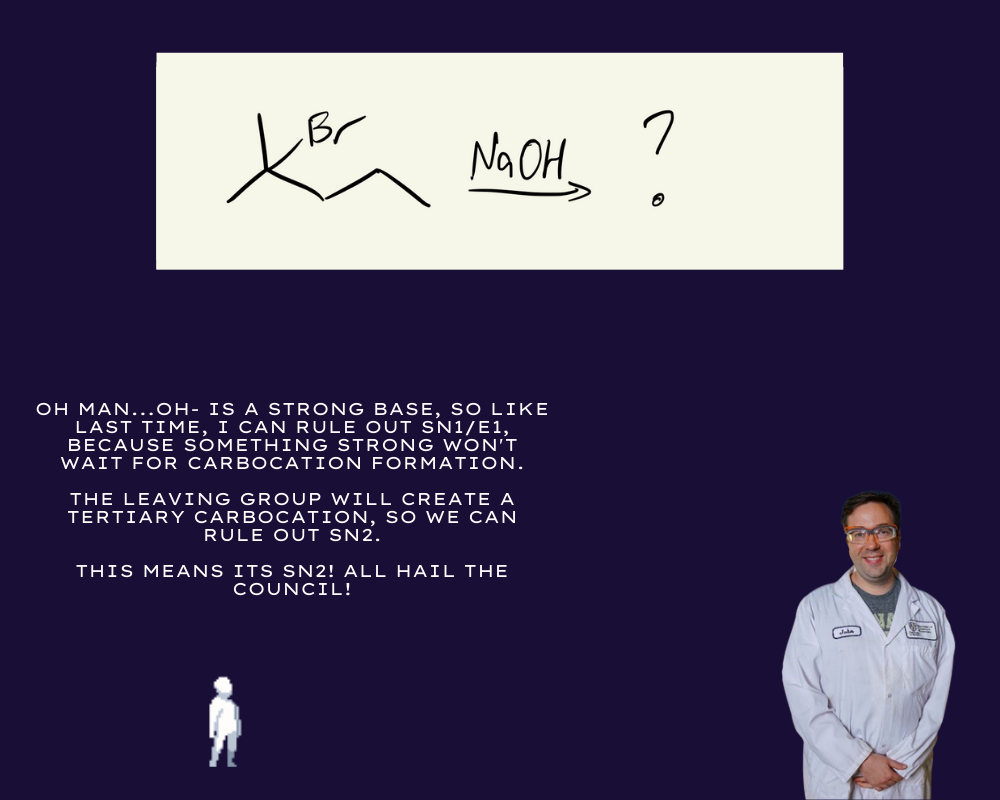 Br
NaOH
?
OH MAN...OH- IS A STRONG BASE, SO LIKE
LAST TIME, I CAN RULE OUT SN1/E1,
BECAUSE SOMETHING STRONG WON'T
WAIT FOR CARBOCATION FORMATION.
THE LEAVING GROUP WILL CREATE A
TERTIARY CARBOCATION, SO WE CAN
RULE OUT SN2.
THIS MEANS ITS SN2! ALL HAIL THE
COUNCIL!
John